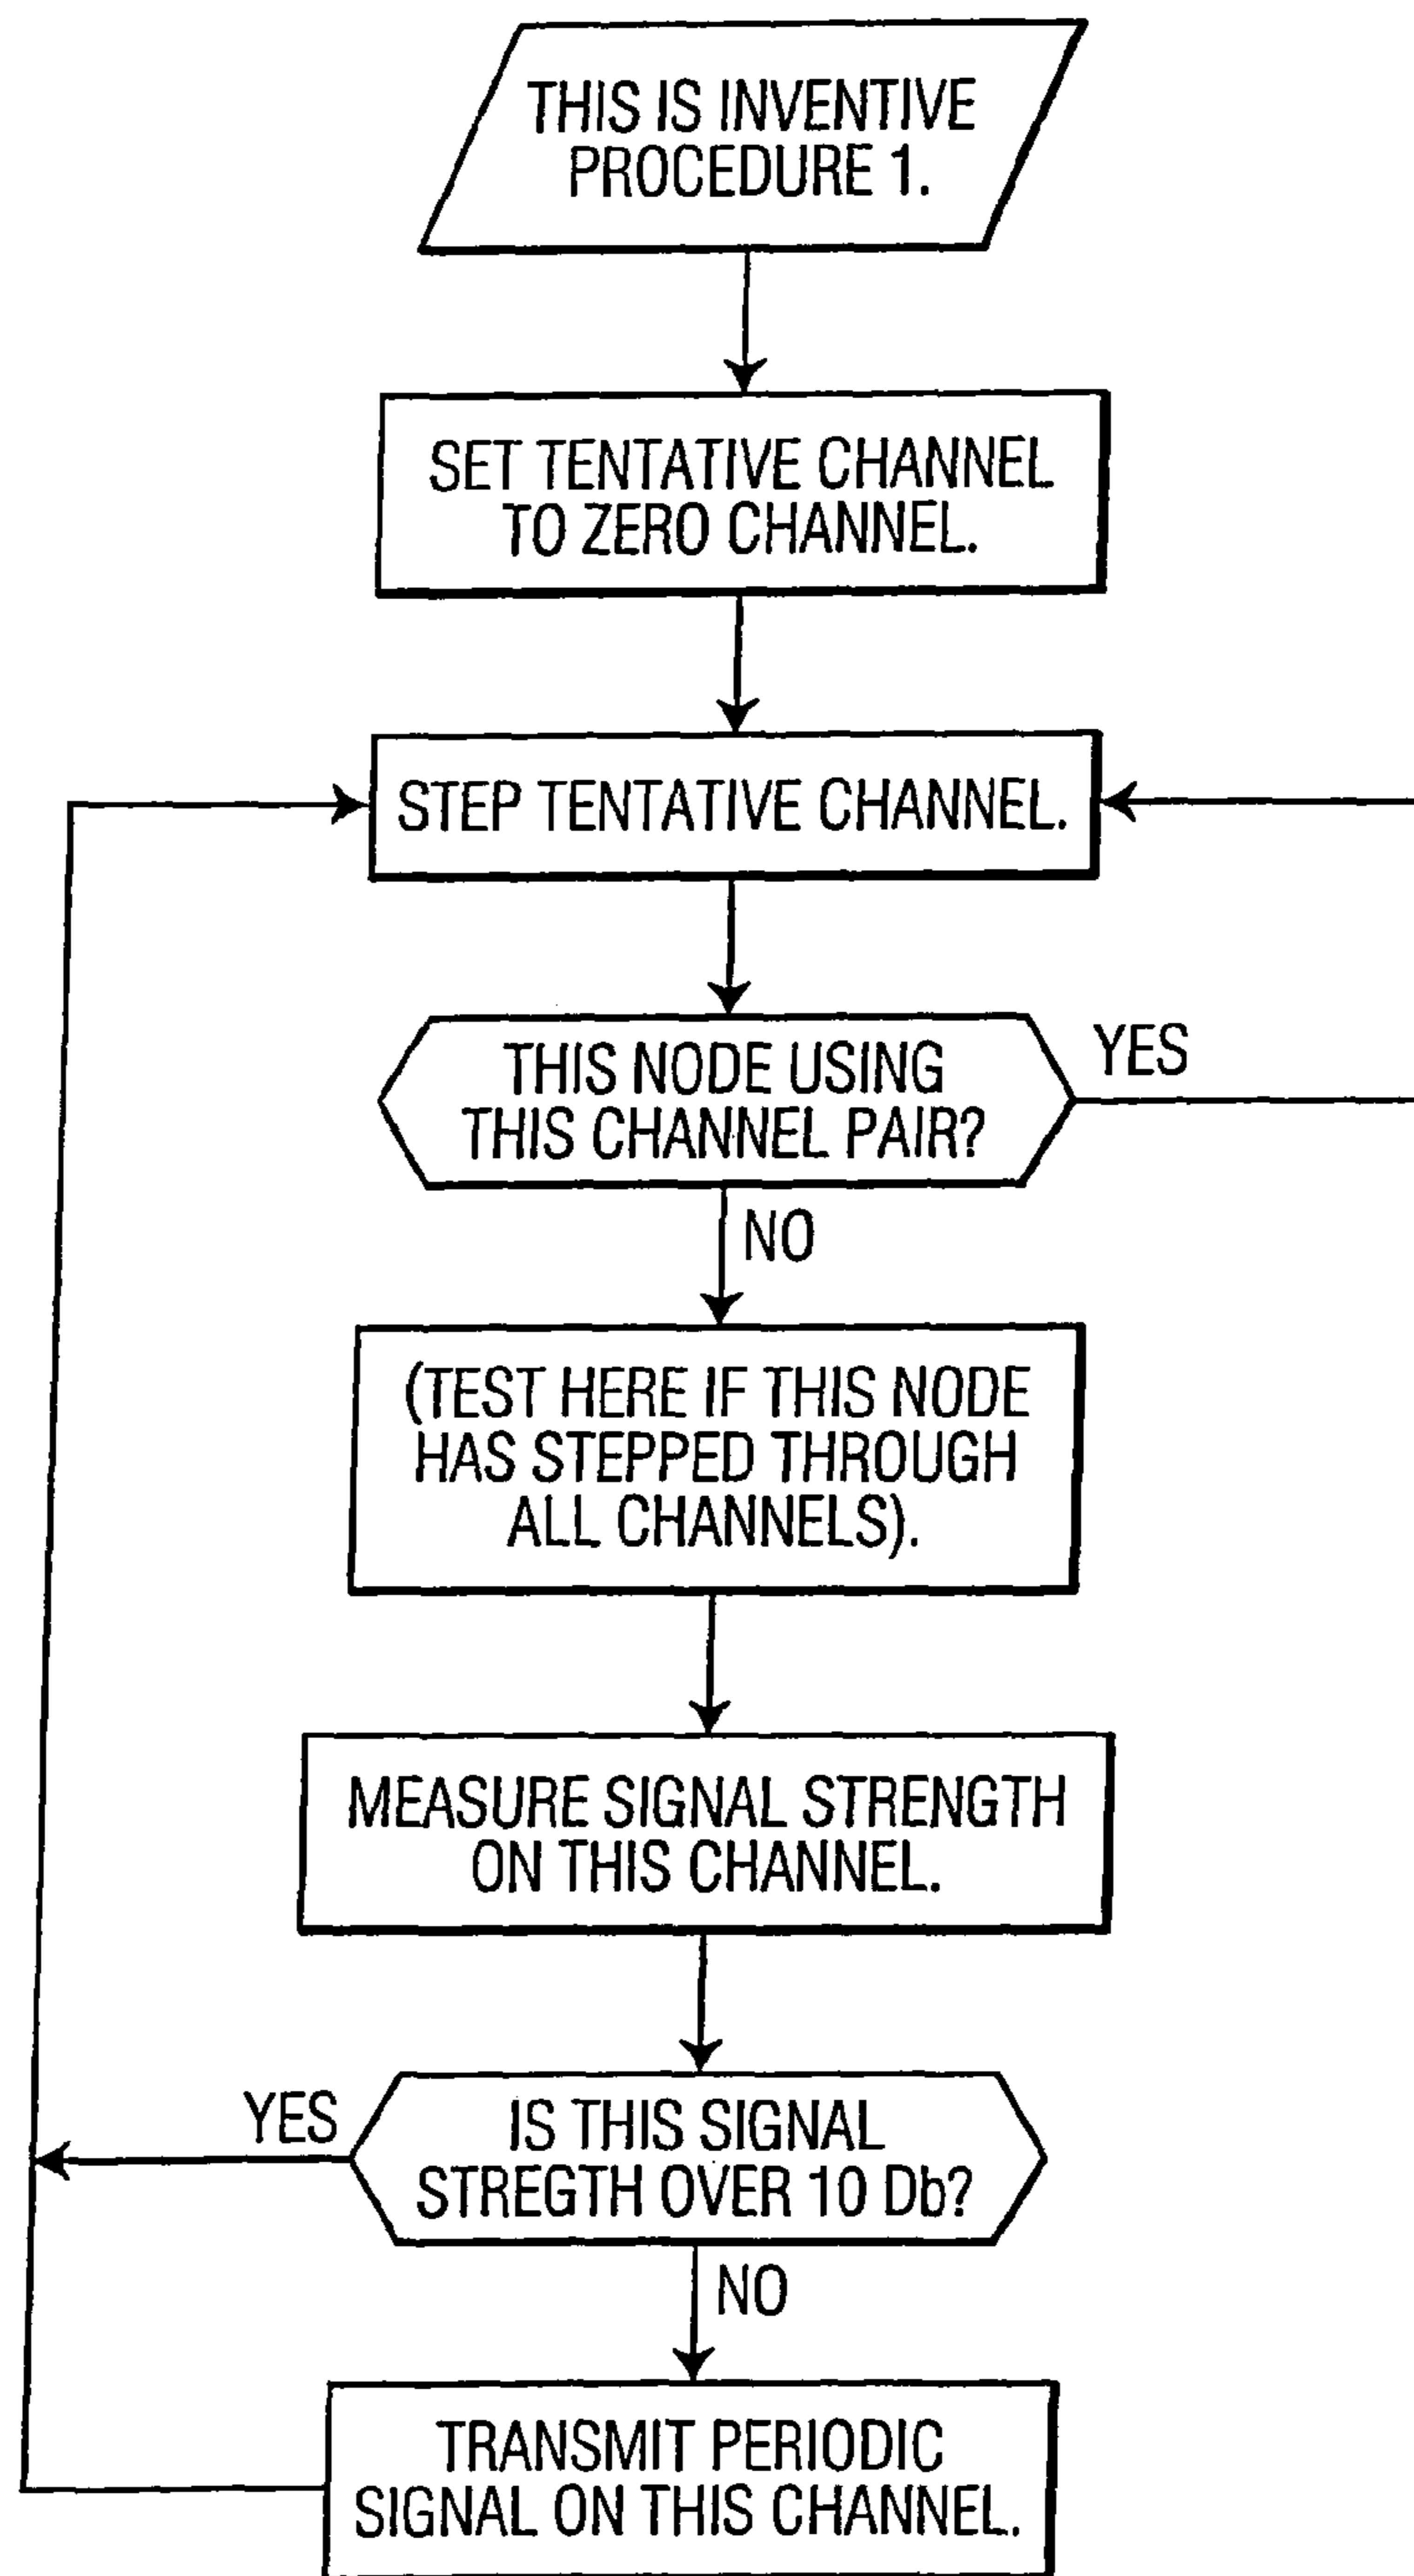 THIS IS INVENTIVE
PROCEDURE 1.
SET TENTATIVE CHANNEL
TO ZERO CHANNEL.
STEP TENTATIVE CHANNEL.
THIS NODE USING
THIS CHANNEL PAIR?
YES
NO
(TEST HERE IF THIS NODE
HAS STEPPED THROUGH
ALL CHANNELS).
MEASURE SIGNAL STRENGTH
ON THIS CHANNEL.
YES
IS THIS SIGNAL
STREGTH OVER 10 Db?
NO
TRANSMIT PERIODIC
SIGNAL ON THIS CHANNEL.